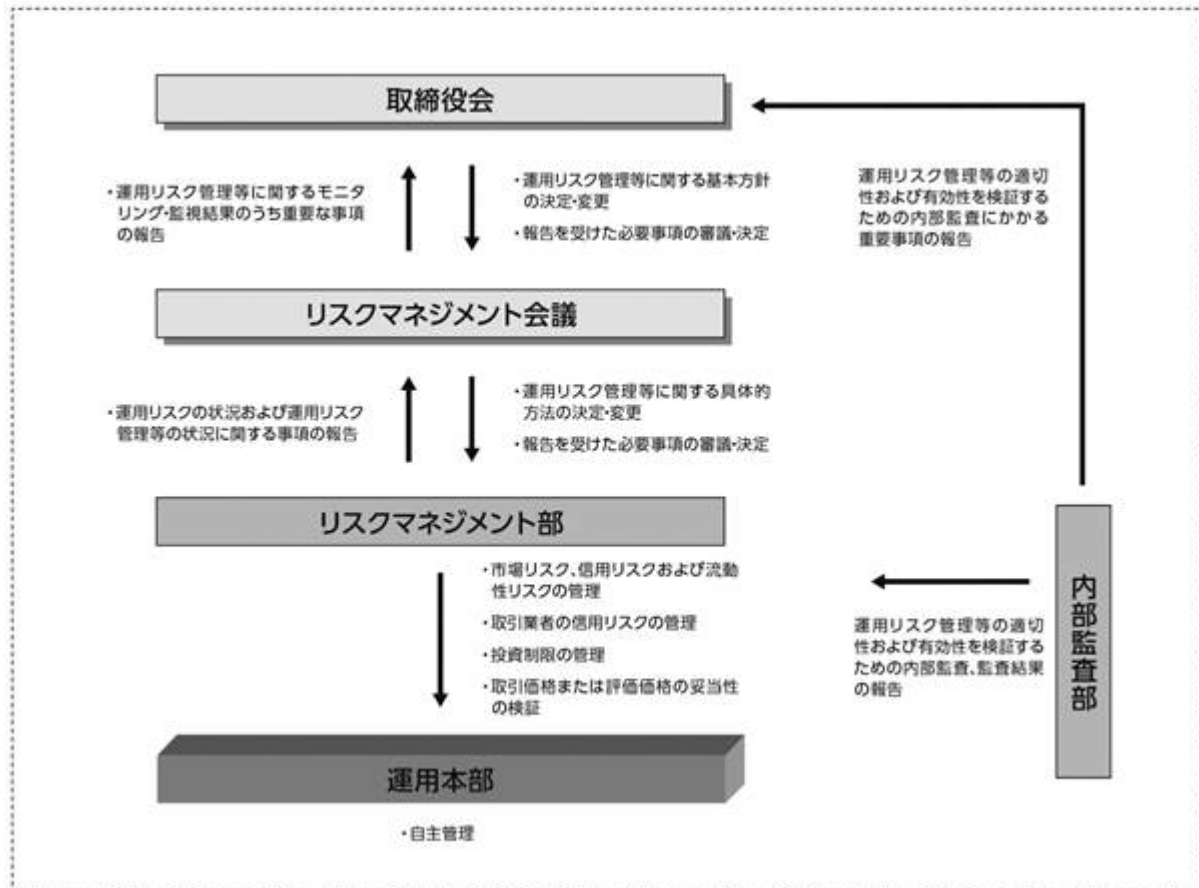 取締役会
・運用リスク管理等に関するモニタ
リング・監視結果のうち重要な事項
の報告
・運用リスク管理等に関する基本方針
の決定・変更
・報告を受けた必要事項の審議・決定
運用リスク管理等の適切
性および有効性を検証する
ための内部監査にかかる
重要事項の報告
リスクマネジメント会議
・運用リスクの状況および運用リスク
管理等の状況に関する事項の報告
・運用リスク管理等に関する具体的
方法の決定・変更
・報告を受けた必要事項の審議・決定
リスクマネジメント部
・市場リスク、信用リスクおよび流動
性リスクの管理
・取引業者の信用リスクの管理
・投資制限の管理
・取引価格または評価価格の妥当性
の検証
運用リスク管理等の適切
性および有効性を検証する
ための内部監査、監査結果
の報告
内部監査部
運用本部
・自主管理